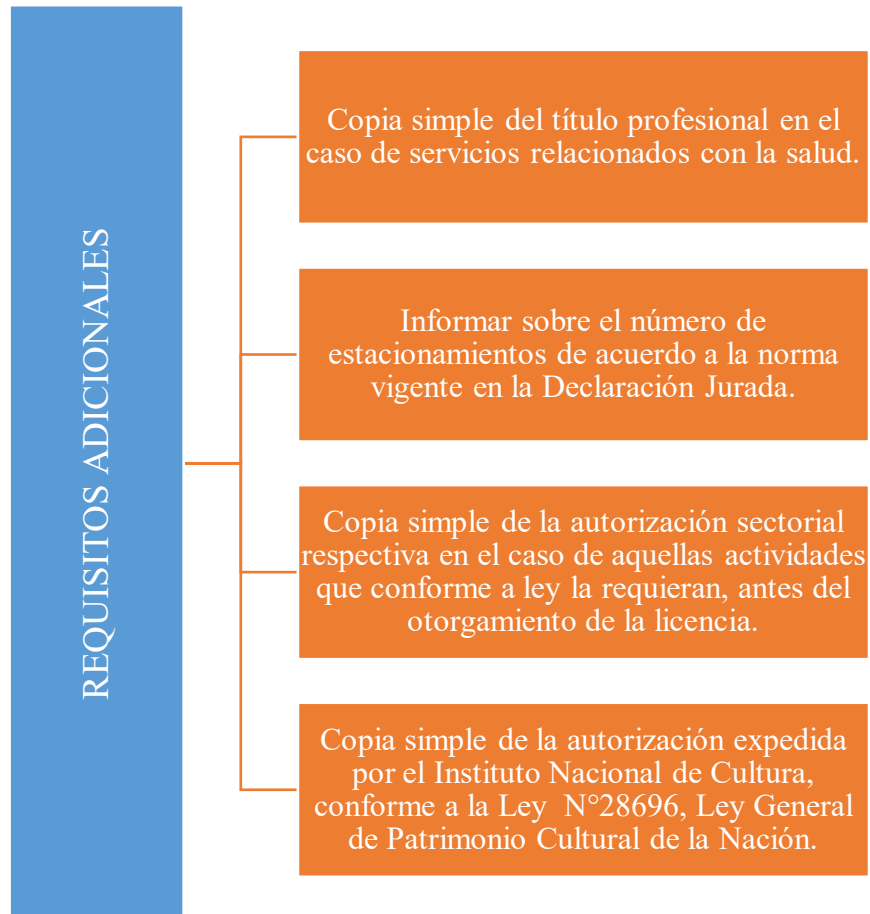 REQUISITOS ADICIONALES
Copia simple del título profesional en el
caso de servicios relacionados con la salud.
Informar sobre el número de
estacionamientos de acuerdo a la norma
vigente en la Declaración Jurada.
Copia simple de la autorización sectorial
respectiva en el caso de aquellas actividades
que conforme a ley la requieran, antes del
otorgamiento de la licencia.
Copia simple de la autorización expedida
por el Instituto Nacional de Cultura,
conforme a la Ley N°28696, Ley General
de Patrimonio Cultural de la Nación.